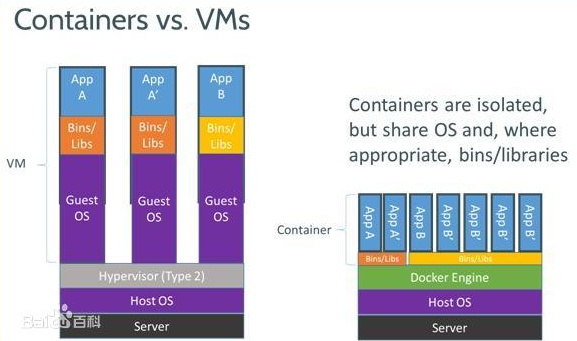 Containers vs. VMs
App
A
App
A'
App
B
Bins/
Libs
Bins/
Libs
Bins/
Libs
VM
Guest
OS
Guest
OS
Guest
OS
Hypervisor (Type 2)
Host OS
Server
Containers are isolated,
but share OS and, where
appropriate, bins/libraries
Container
App A
App A'
App B
App B'
App B'
App B'
App B'
Bins/Libs
Bins/Libs
Docker Engine
Host OS
Server
Bai百科